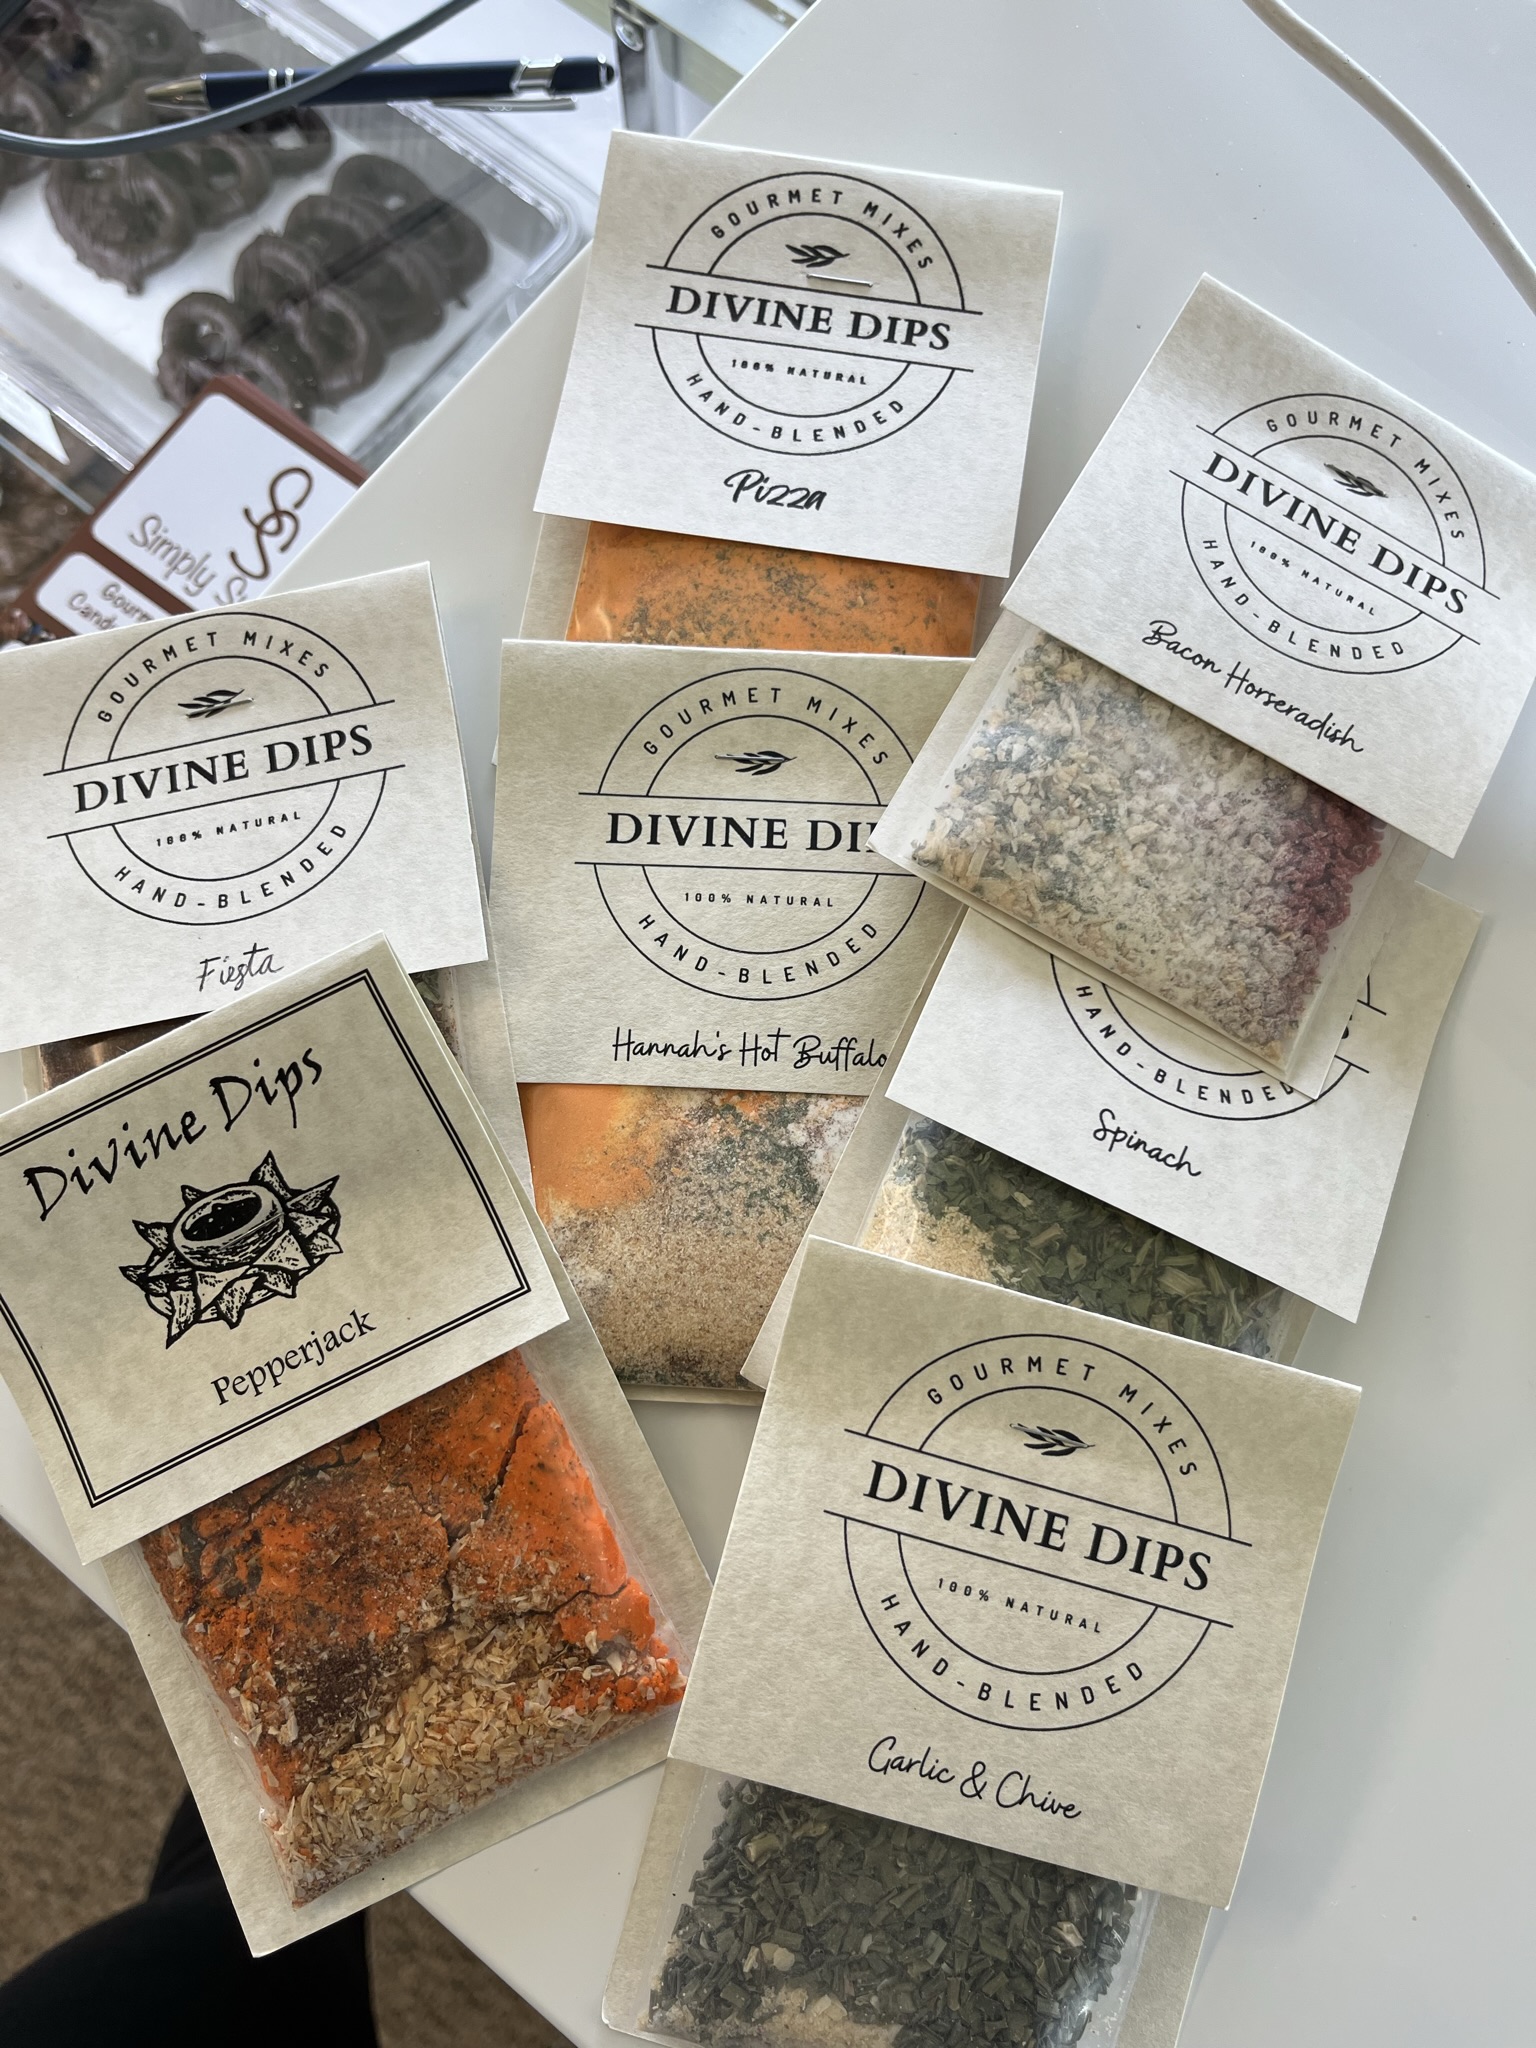 GOURMET MIXES
DIVINE DIPS
100% NATURAL
HAND-BLENDED
Pizza
GOURMET MIXES
DIVINE DIPS
100% NATURAL
HAND-BLENDED
Bacon Horseradish
Simply
GOURMET MIXES
DIVINE DIPS
100% NATURAL
HAND-BLENDED
Fiesta
GOURMET MIXES
DIVINE
100% NATURAL
HAND-BLENDED
Hannah's Hot Buffalo
HAND-BLENDED
Spinach
Divine Dips
Pepperjack
GOURMET MIXES
DIVINE DIPS
100% NATURAL
HAND-BLENDED
Garlic & Chive